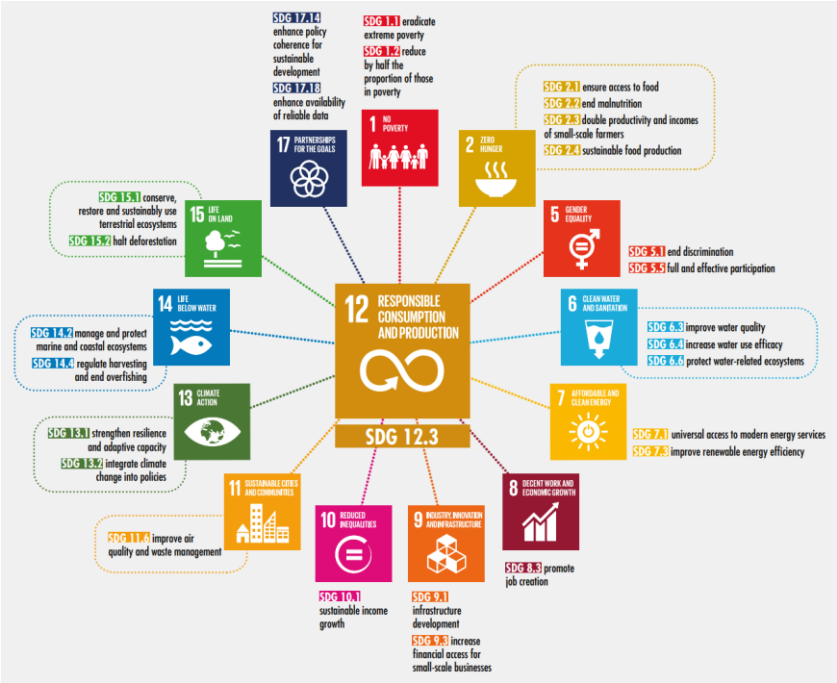 SDG 17.14
enhance policy
coherence for
sustainable
development
SDG 17.18
enhance availability
of reliable data
SDG 1.1 eradicate
extreme poverty
SDG 1.2 reduce
by half the
proportion of those
in poverty
SDG 2.1 ensure access to food
SDG 2.2 end malnutrition
SDG 2.3 double productivity and incomes
of small-scale farmers
SDG 2.4 sustainable food production
17 PARTNERSHIPS
FOR THE GOALS
1 NO
POVERTY
2 ZERO
HUNGER
SDG 15.1 conserve,
restore and sustainably use
terrestrial ecosystems
SDG 15.2 halt deforestation
15 LIFE
ON LAND
5 GENDER
EQUALITY
SDG 5.1 end discrimination
SDG 5.5 full and effective participation
14 LIFE
BELOW WATER
SDG 14.2 manage and protect
marine and coastal ecosystems
SDG 14.4 regulate harvesting
and end overfishing
12 RESPONSIBLE
CONSUMPTION
AND PRODUCTION
SDG 12.3
6 CLEAN WATER
AND SANITATION
SDG 6.3 improve water quality
SDG 6.4 increase water use efficacy
SDG 6.6 protect water-related ecosystems
13 CLIMATE
ACTION
SDG 13.1 strengthen resilience
and adaptive capacity
SDG 13.2 integrate climate
change into policies
7 AFFORDABLE AND
CLEAN ENERGY
SDG 7.1 universal access to modern energy services
SDG 7.3 improve renewable energy efficiency
11 SUSTAINABLE CITIES
AND COMMUNITIES
SDG 11.6 improve air
quality and waste management
10 REDUCED
INEQUALITIES
SDG 10.1
sustainable income
growth
9 INDUSTRY, INNOVATION
AND INFRASTRUCTURE
SDG 9.1
infrastructure
development
SDG 9.3 increase
financial access for
small-scale businesses
8 DECENT WORK AND
ECONOMIC GROWTH
SDG 8.3 promote
job creation